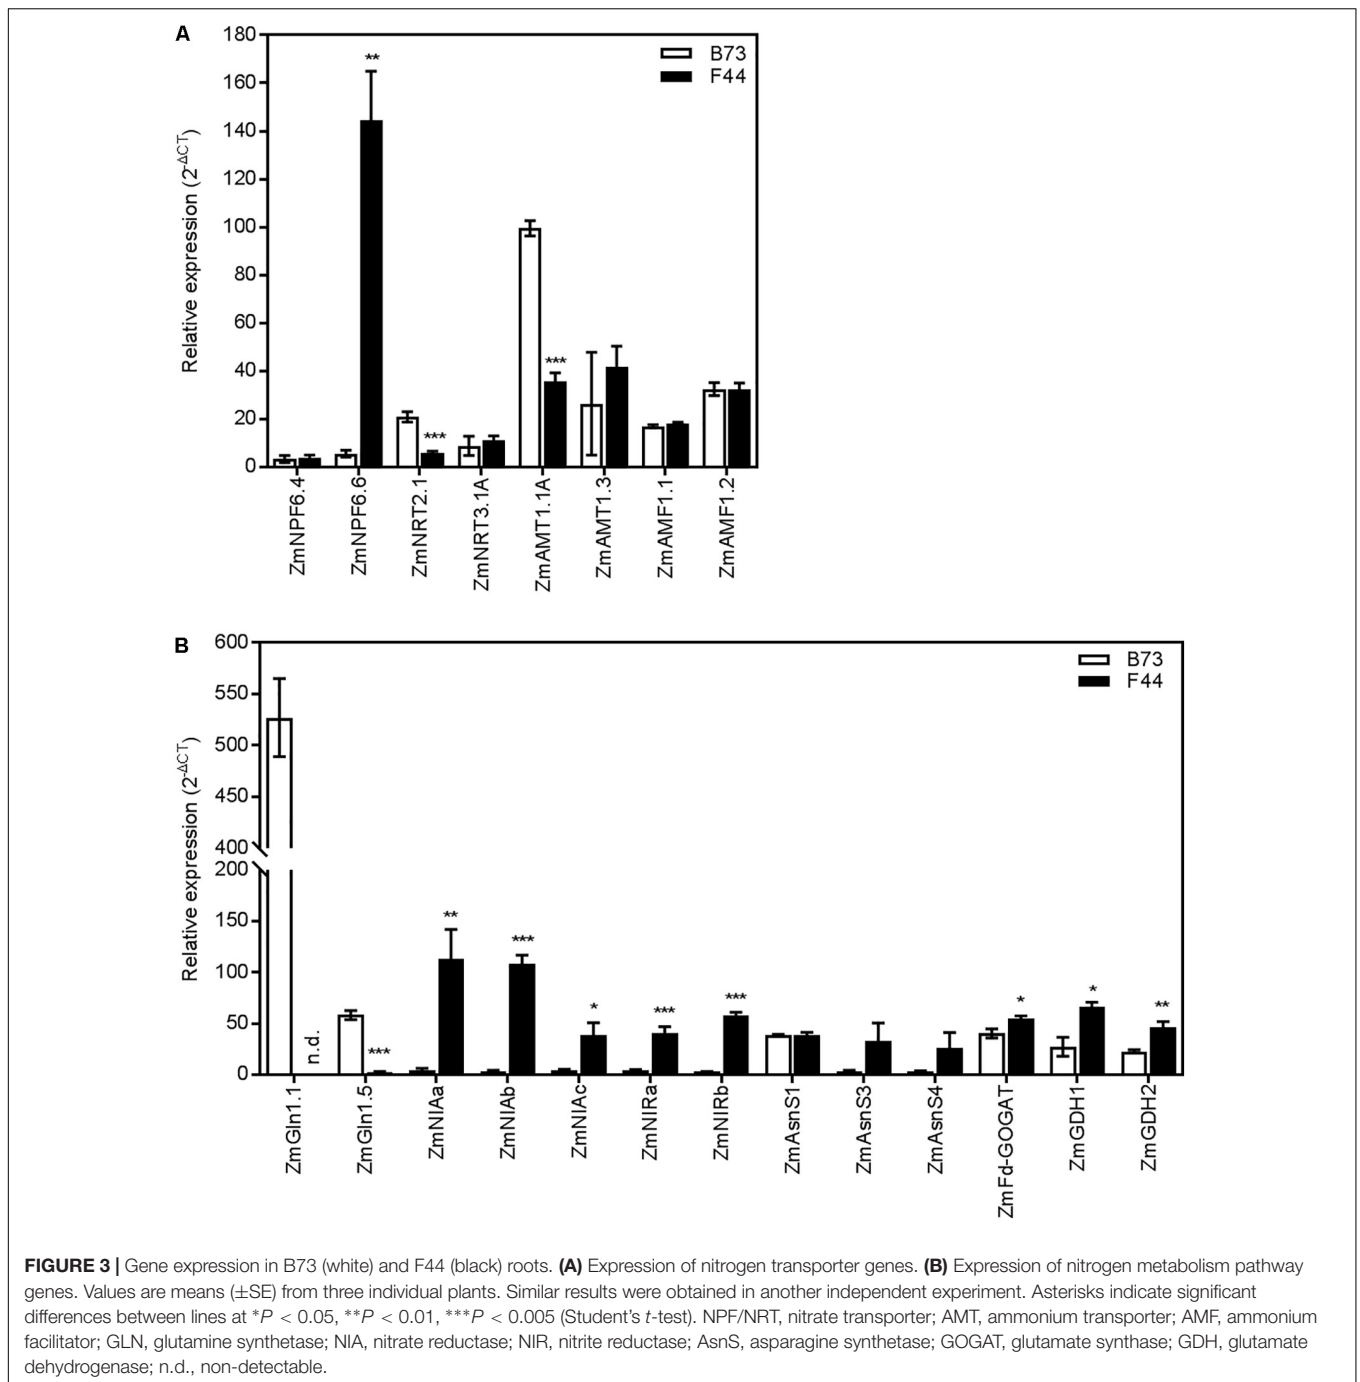 A
180
160
140
120
100
80
60
40
20
0
Relative expression (2-ΔCT)
B73
F44
**
***
***
ZmNPF6.4
ZmNPF6.6
ZmNRT2.1
ZmNRT3.1A
ZmAMT1.1A
ZmAMT1.3
ZmAMF1.1
ZmAMF1.2
B
600
550
500
450
400
200
150
100
50
0
Relative expression (2-ΔCT)
B73
F44
n.d.
***
**
***
*
***
***
*
*
**
ZmGln1.1
ZmGln1.5
ZmNIAa
ZmNIAb
ZmNIAc
ZmNIRa
ZmNIRb
ZmAsnS1
ZmAsnS3
ZmAsnS4
ZmFd-GOGAT
ZmGDH1
ZmGDH2
FIGURE 3 | Gene expression in B73 (white) and F44 (black) roots. (A) Expression of nitrogen transporter genes. (B) Expression of nitrogen metabolism pathway
genes. Values are means (±SE) from three individual plants. Similar results were obtained in another independent experiment. Asterisks indicate significant
differences between lines at *P < 0.05, **P < 0.01, ***P < 0.005 (Student's t-test). NPF/NRT, nitrate transporter; AMT, ammonium transporter; AMF, ammonium
facilitator; GLN, glutamine synthetase; NIA, nitrate reductase; NIR, nitrite reductase; AsnS, asparagine synthetase; GOGAT, glutamate synthase; GDH, glutamate
dehydrogenase; n.d., non-detectable.